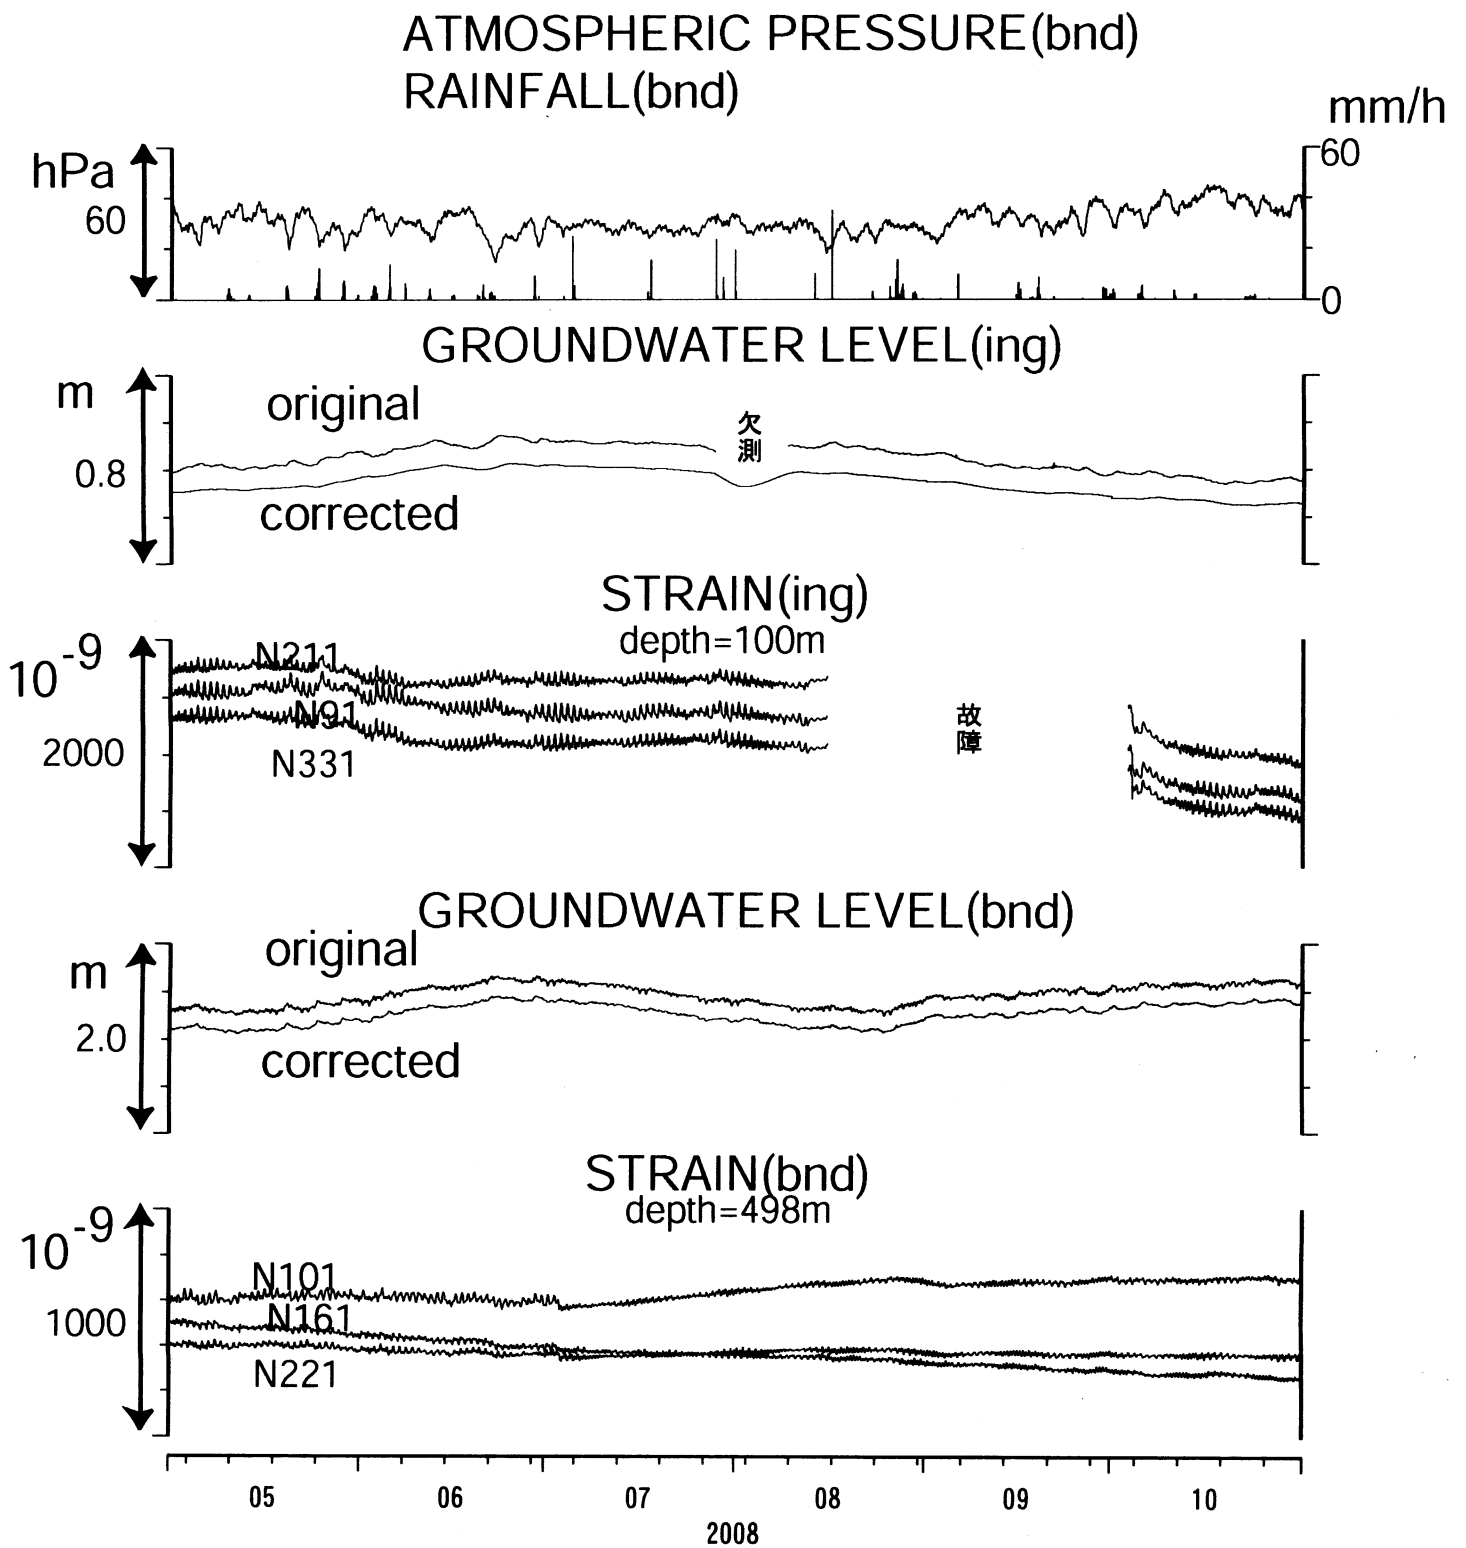 ATMOSPHERIC PRESSURE(bnd)
RAINFALL(bnd)
mm/h
hPa
60
60
0
GROUNDWATER LEVEL(ing)
m
original
欠測
0.8
corrected
STRAIN(ing)
depth=100m
10-9
N211
N91
故障
2000
N331
GROUNDWATER LEVEL(bnd)
original
m
2.0
corrected
STRAIN(bnd)
depth=498m
10-9
N101
N161
1000
N221
05 06 07 08 09 10
2008